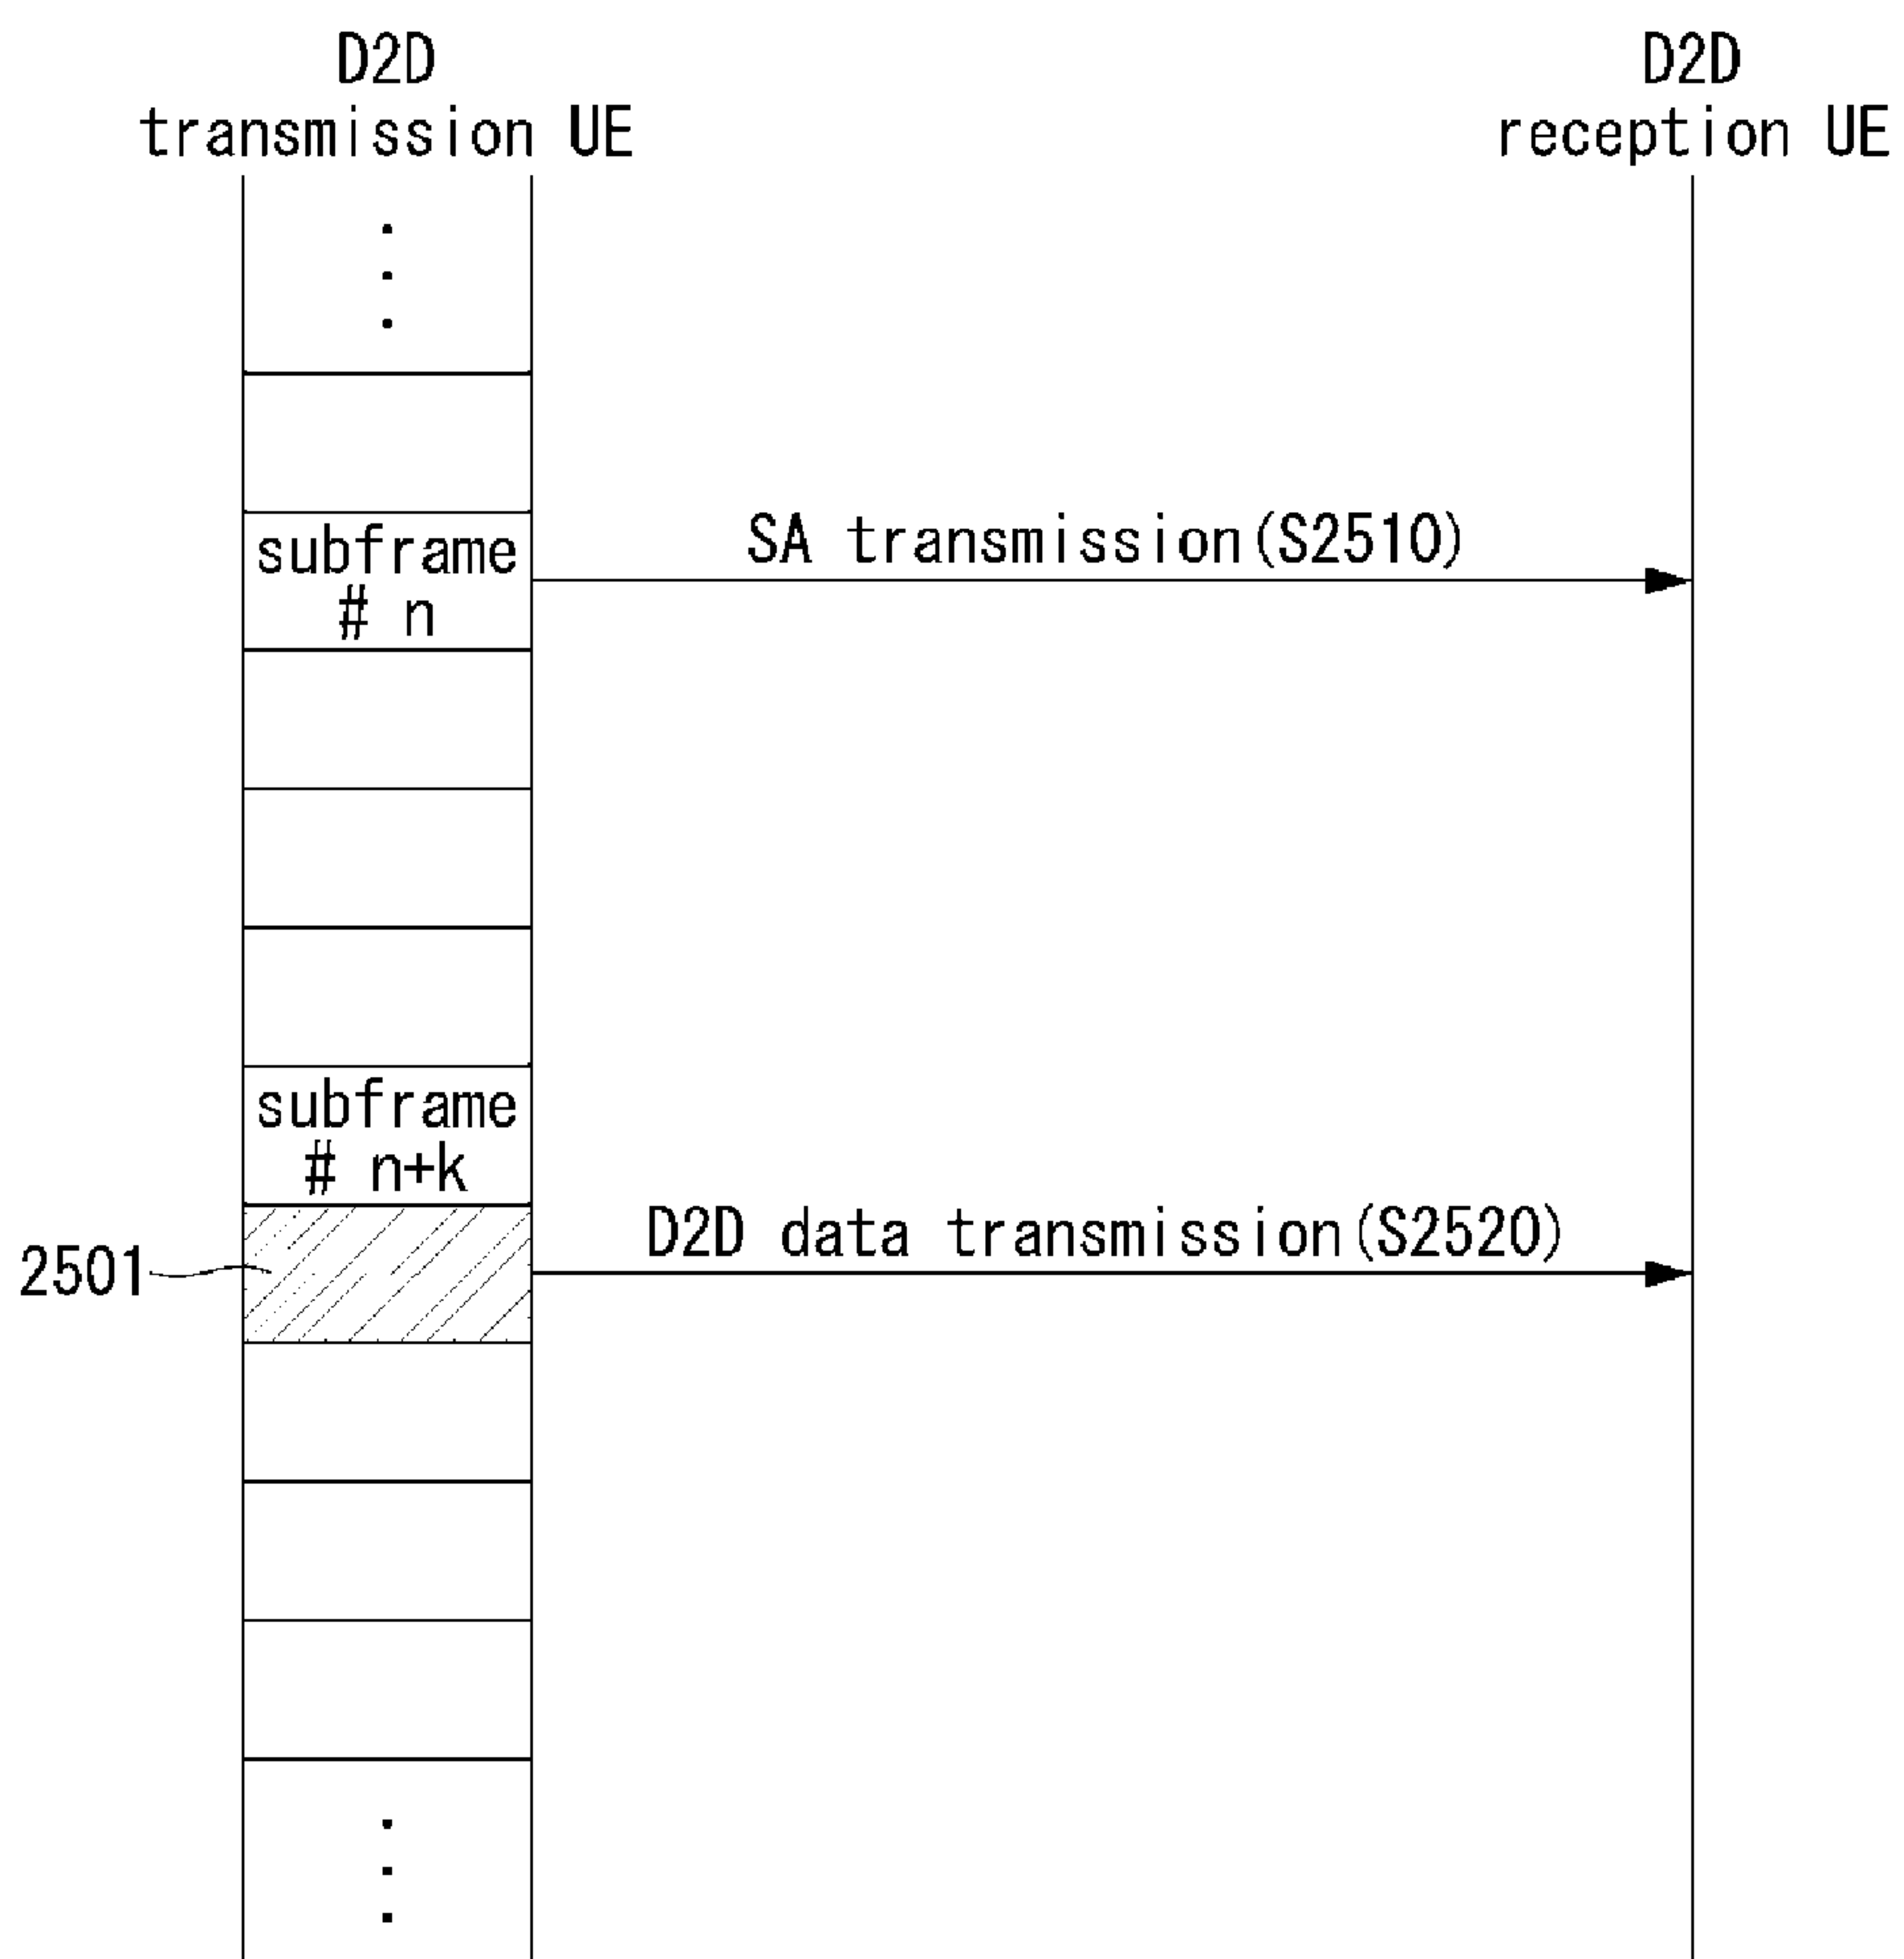 D2D
transmission UE
D2D
reception UE
subframe
# n
SA transmission(S2510)
subframe
# n+k
2501
D2D data transmission(S2520)